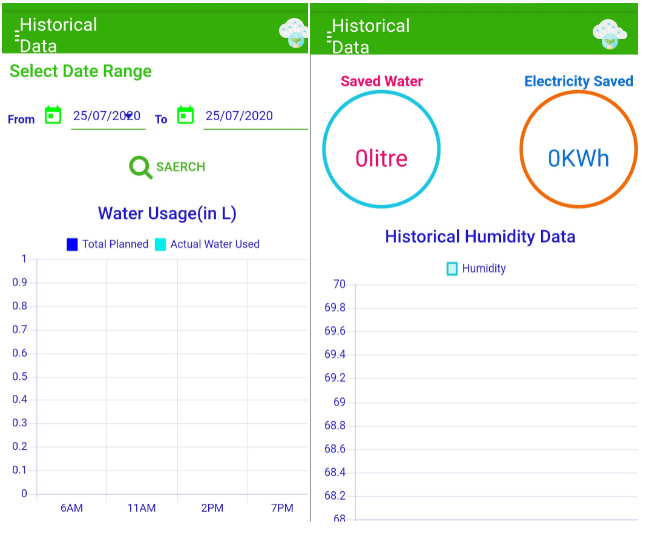 Historical
Data
Select Date Range
From 25/07/2020 To 25/07/2020
SAERCH
Water Usage(in L)
Total Planned Actual Water Used
1
0.9
0.8
0.7
0.6
0.5
0.4
0.3
0.2
0.1
0
6AM 11AM 2PM 7PM
Historical
Data
Saved Water Electricity Saved
0litre 0KWh
Historical Humidity Data
Humidity
70
69.8
69.6
69.4
69.2
69
68.8
68.6
68.4
68.2
68